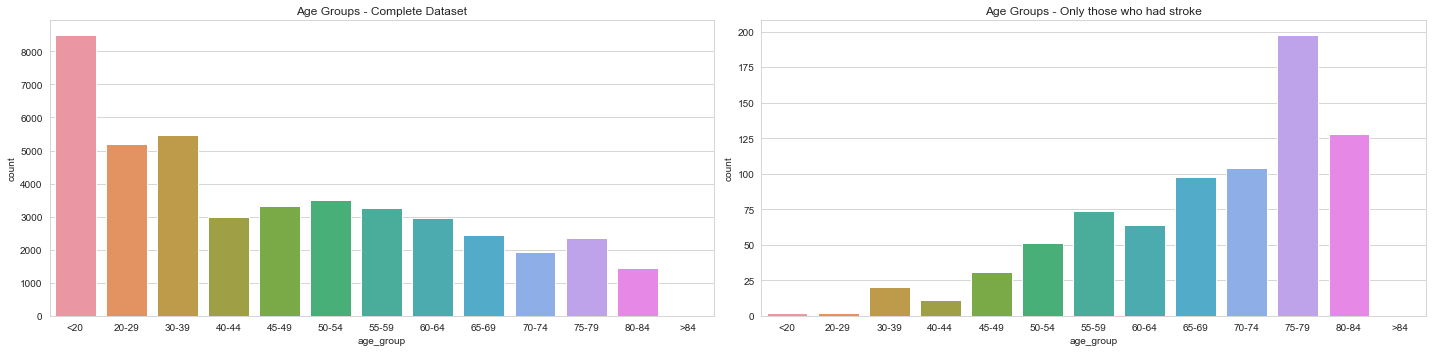 Age Groups - Complete Dataset
count
8000
7000
6000
5000
4000
3000
2000
1000
0
<20 20-29 30-39 40-44 45-49 50-54 55-59 60-64 65-69 70-74 75-79 80-84 >84
age_group
Age Groups - Only those who had stroke
count
200
175
150
125
100
75
50
25
0
<20 20-29 30-39 40-44 45-49 50-54 55-59 60-64 65-69 70-74 75-79 80-84 >84
age_group